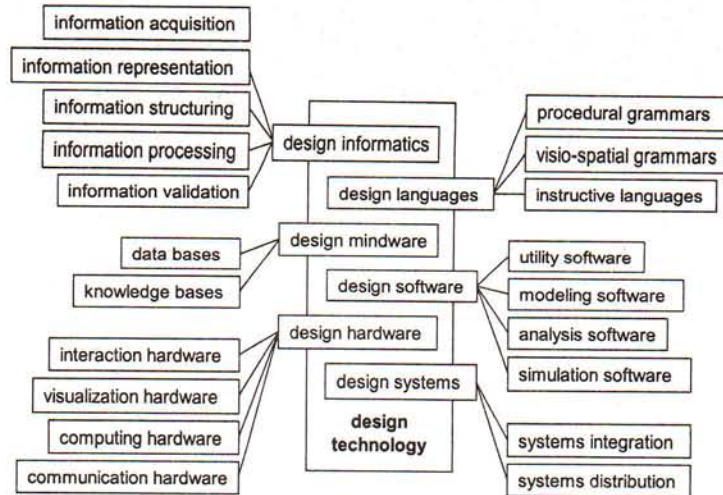 information acquisition
information representation
information structuring
information processing
information validation
design informatics
procedural grammars
visio-spatial grammars
instructive languages
design languages
data bases
knowledge bases
design mindware
utility software
modeling software
analysis software
simulation software
design software
design hardware
interaction hardware
visualization hardware
computing hardware
communication hardware
design systems
systems integration
systems distribution
design
technology